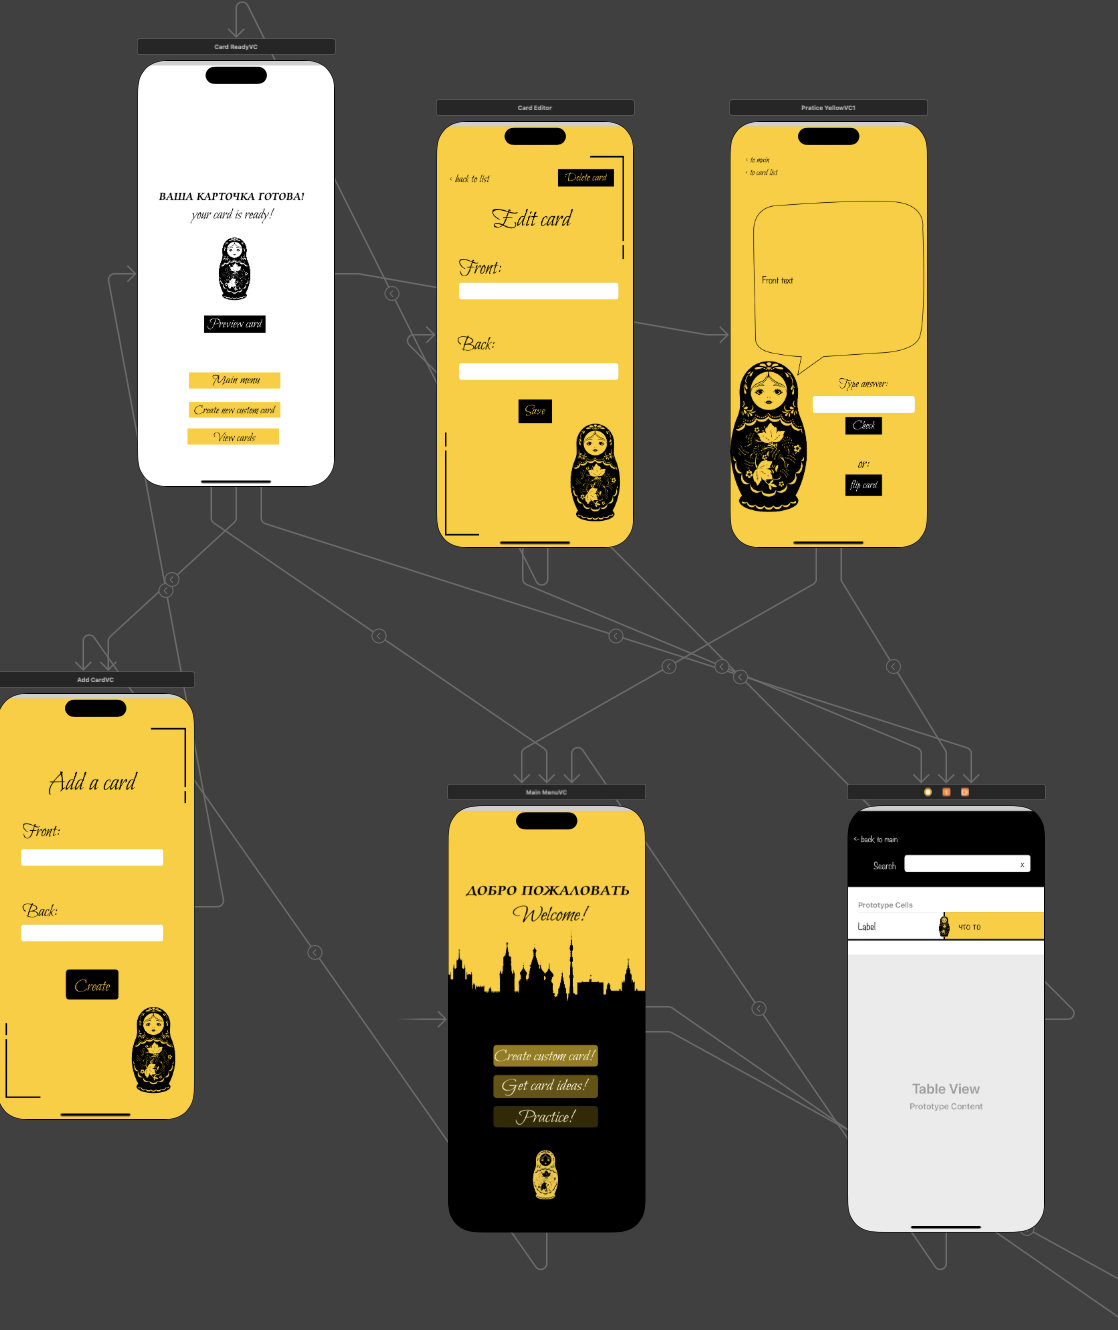 Card ReadyVC
ВАША КАРТОЧКА ГОТОВА!
your card is ready!
Preview card
Main menu
Create new custom card
View cards
Card Editor
< back to list
Delete card
Edit card
Front:
Back:
Save
Pratice YellowVC1
< to main
< to card list
Front text
Type answer:
Check
or:
flip card
Add CardVC
Add a card
Front:
Back:
Create
Main MenuVC
ДОБРО ПОЖАЛОВАТЬ
Welcome!
Create custom card!
Get card ideas!
Practice!
<- back to main
Search
x
Prototype Cells
Label
что то
Table View
Prototype Content